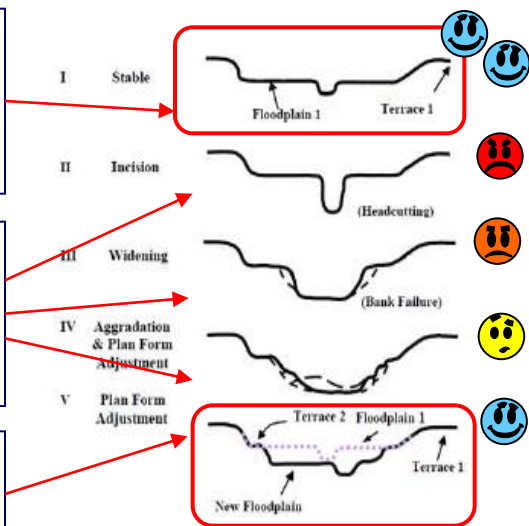 I Stable
Floodplain 1
Terrace 1
II Incision
(Headcutting)
III Widening
(Bank Failure)
IV Aggradation
& Plan Form
Adjustment
V Plan Form
Adjustment
Terrace 2 Floodplain 1
Terrace 1
New Floodplain